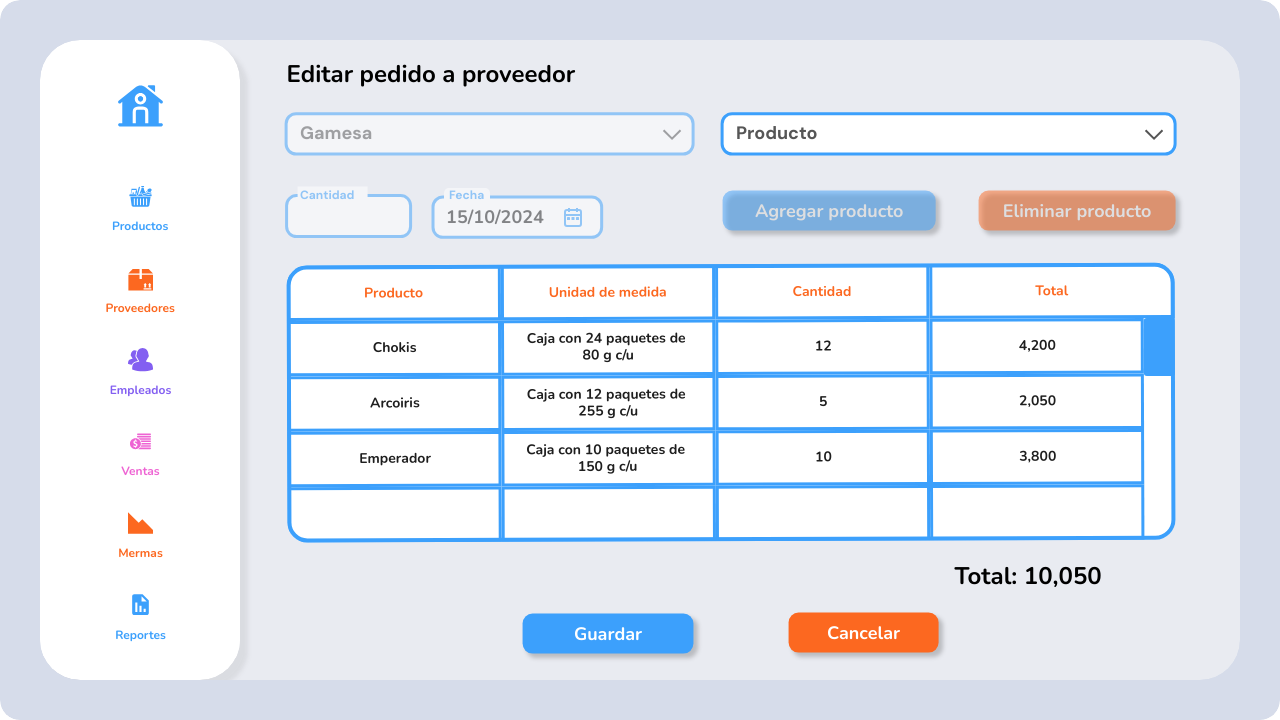 Editar pedido a proveedor
Gamesa
Producto
Cantidad
Fecha
15/10/2024
Agregar producto
Eliminar producto
Productos
Proveedores
Empleados
Ventas
Mermas
Reportes
Producto
Unidad de medida
Cantidad
Total
Chokis
Caja con 24 paquetes de
80 g c/u
12
4,200
Arcoiris
Caja con 12 paquetes de
255 g c/u
5
2,050
Emperador
Caja con 10 paquetes de
150 g c/u
10
3,800
Total: 10,050
Guardar
Cancelar